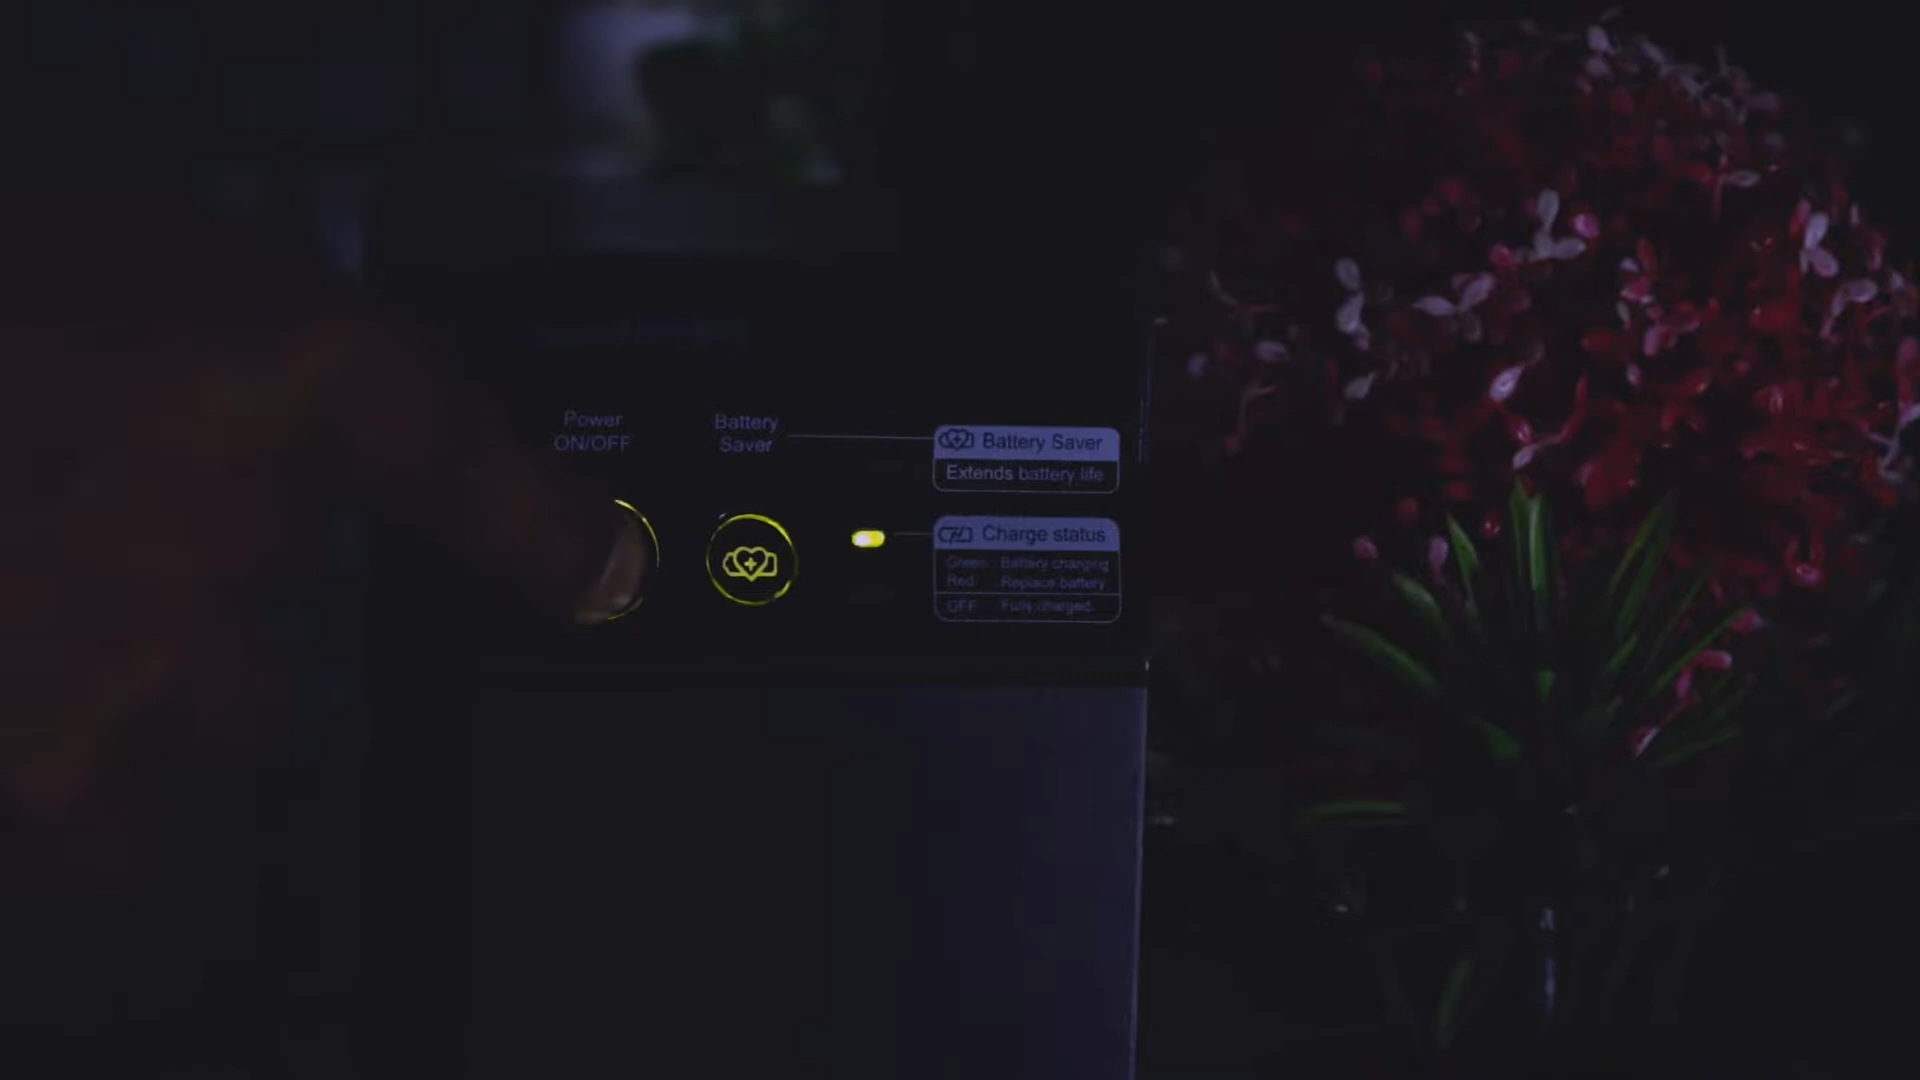 Power
ON/OFF
Battery
Saver
Battery Saver
Extends battery life
Charge status
Green Battery charging
Red Replace battery
OFF Fully charged